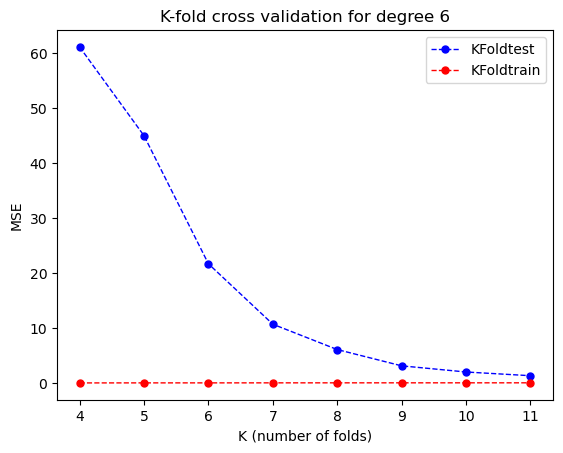 K-fold cross validation for degree 6
KFoldtest
KFoldtrain
MSE
60
50
40
30
20
10
0
4 5 6 7 8 9 10 11
K (number of folds)